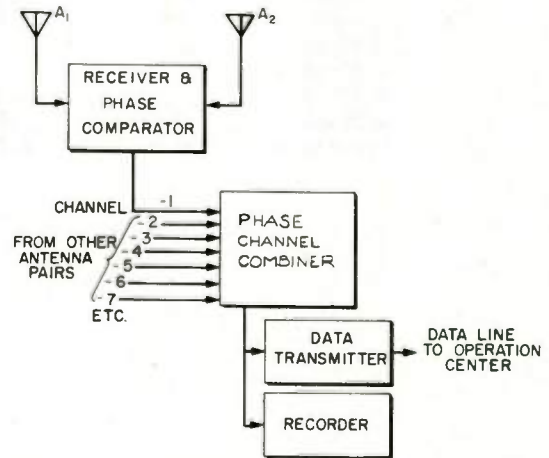 A1
A2
RECEIVER &
PHASE
COMPARATOR
CHANNEL -1
-2
FROM OTHER
ANTENNA
PAIRS
-3
-4
-5
-6
-7
ETC.
PHASE
CHANNEL
COMBINER
DATA
TRANSMITTER
DATA LINE
TO OPERATION
CENTER
RECORDER